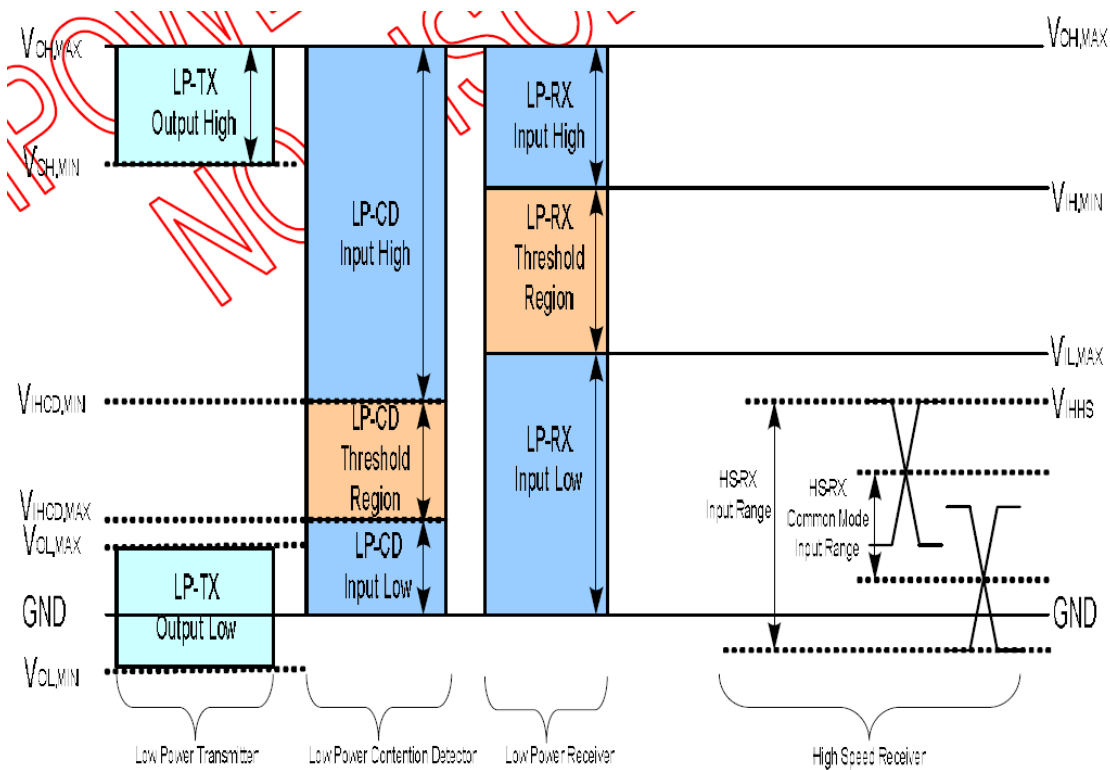 VOH,MAX
LP-TX
Output High
VOH,MIN
LP-CD
Input High
LP-RX
Input High
VOH,MAX
VIH,MIN
LP-RX
Threshold
Region
VIL,MAX
VIHCD,MIN
LP-CD
Threshold
Region
VIHCD,MAX
VOL,MAX
LP-CD
Input Low
LP-RX
Input Low
VIHHS
HS-RX
Input Range
HS-RX
Common Mode
Input Range
GND
LP-TX
Output Low
GND
VOL,MIN
Low Power Transmitter
Low Power Contention Detector
Low Power Receiver
High Speed Receiver